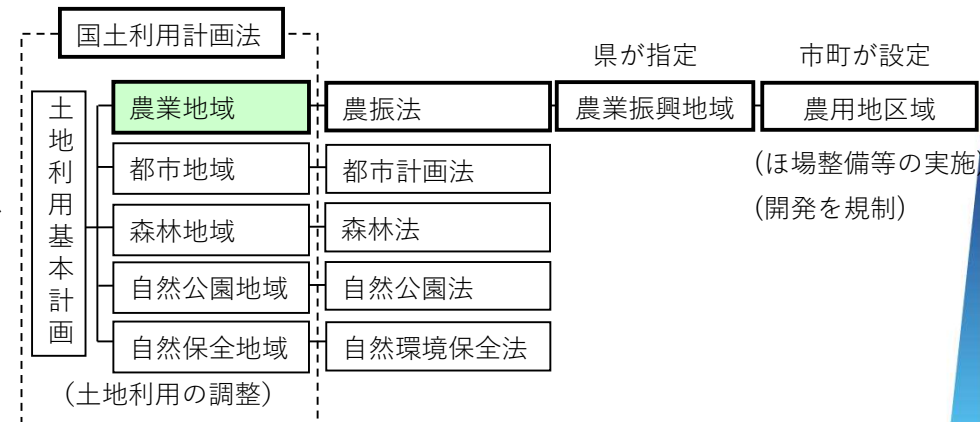 国土利用計画法
県が指定
市町が設定
土地利用基本計画
農業地域
農振法
農業振興地域
農用地区域
都市地域
都市計画法
(ほ場整備等の実施)
森林地域
森林法
(開発を規制)
自然公園地域
自然公園法
自然保全地域
自然環境保全法
(土地利用の調整)